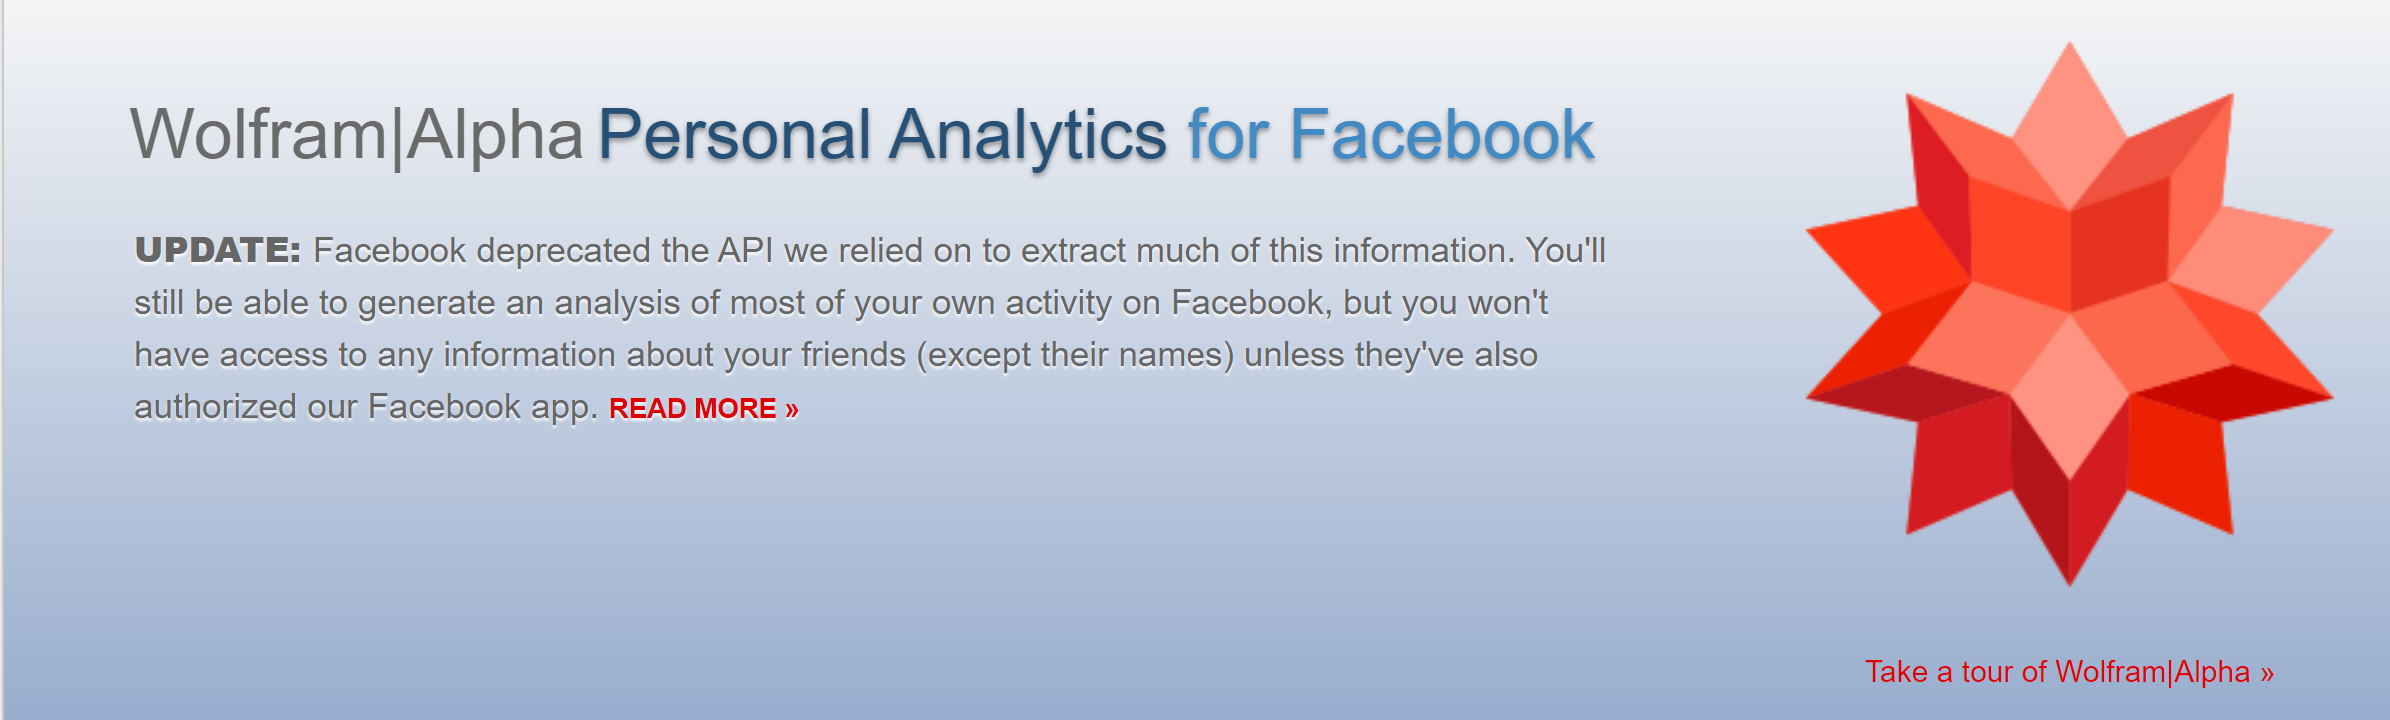 Wolfram|Alpha Personal Analytics for Facebook
UPDATE: Facebook deprecated the API we relied on to extract much of this information. You'll
still be able to generate an analysis of most of your own activity on Facebook, but you won't
have access to any information about your friends (except their names) unless they've also
authorized our Facebook app. READ MORE »
Take a tour of Wolfram|Alpha »